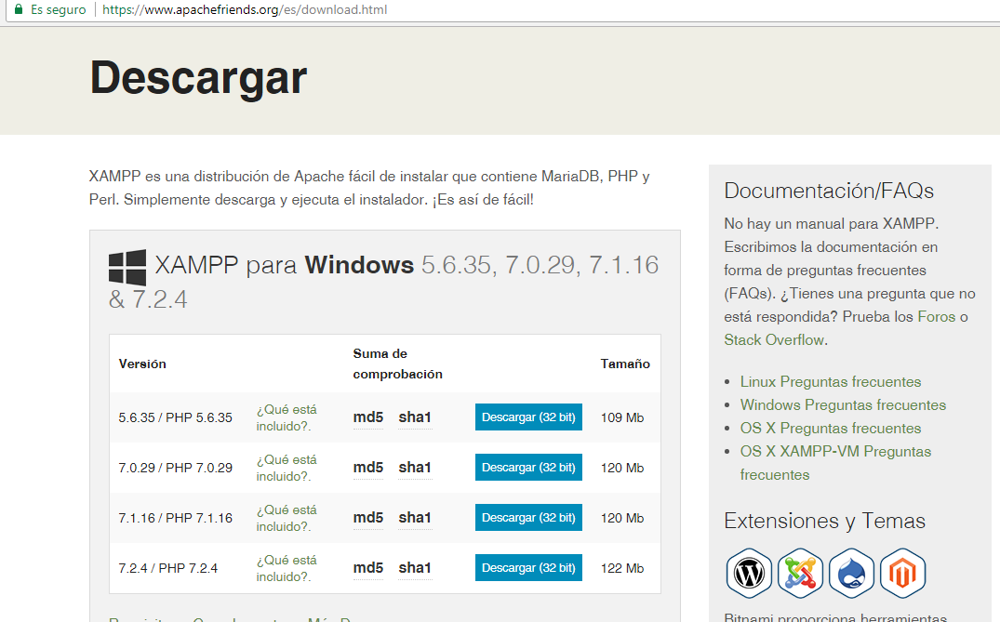 Es seguro https://www.apachefriends.org/es/download.html
Descargar
XAMPP es una distribución de Apache fácil de instalar que contiene MariaDB, PHP y
Perl. Simplemente descarga y ejecuta el instalador. ¡Es así de fácil!
XAMPP para Windows 5.6.35, 7.0.29, 7.1.16
& 7.2.4
Versión Suma de comprobación Tamaño
5.6.35 / PHP 5.6.35 ¿Qué está incluido?. md5 sha1 Descargar (32 bit) 109 Mb
7.0.29 / PHP 7.0.29 ¿Qué está incluido?. md5 sha1 Descargar (32 bit) 120 Mb
7.1.16 / PHP 7.1.16 ¿Qué está incluido?. md5 sha1 Descargar (32 bit) 120 Mb
7.2.4 / PHP 7.2.4 ¿Qué está incluido?. md5 sha1 Descargar (32 bit) 122 Mb
Documentación/FAQs
No hay un manual para XAMPP.
Escribimos la documentación en
forma de preguntas frecuentes
(FAQs). ¿Tienes una pregunta que no
está respondida? Prueba los Foros o
Stack Overflow.
Linux Preguntas frecuentes
Windows Preguntas frecuentes
OS X Preguntas frecuentes
OS X XAMPP-VM Preguntas
frecuentes
Extensiones y Temas
Bitnami proporciona herramientas